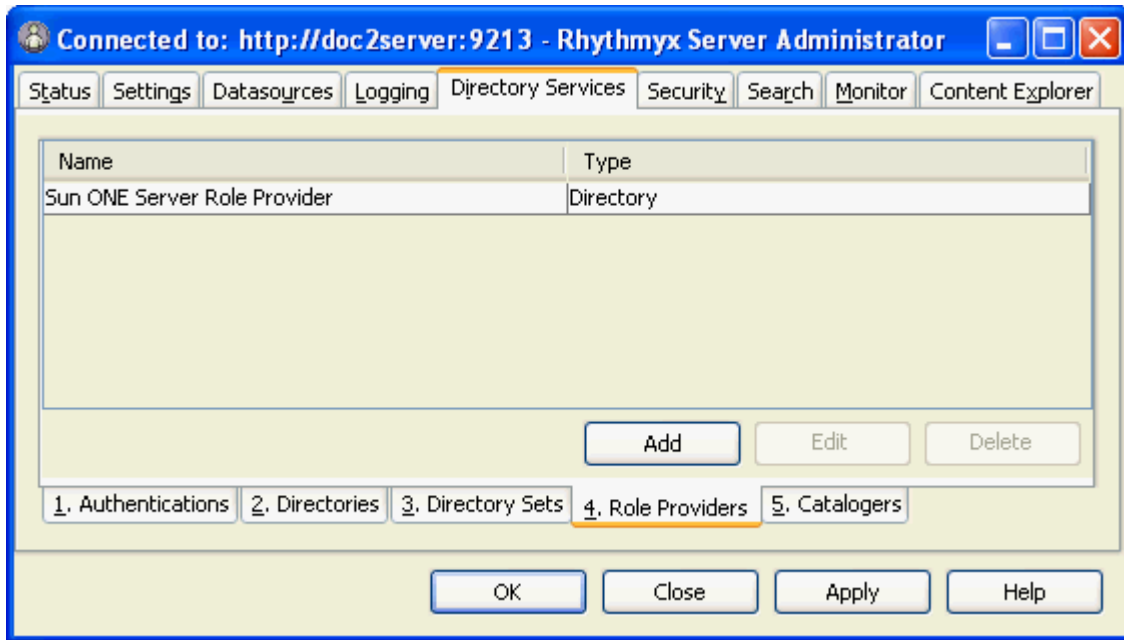 Connected to: http://doc2server:9213 - Rhythmyx Server Administrator
Status Settings Datasources Logging Directory Services Security Search Monitor Content Explorer
Name Type
Sun ONE Server Role Provider Directory
Add Edit Delete
1. Authentications 2. Directories 3. Directory Sets 4. Role Providers 5. Catalogers
OK Close Apply Help